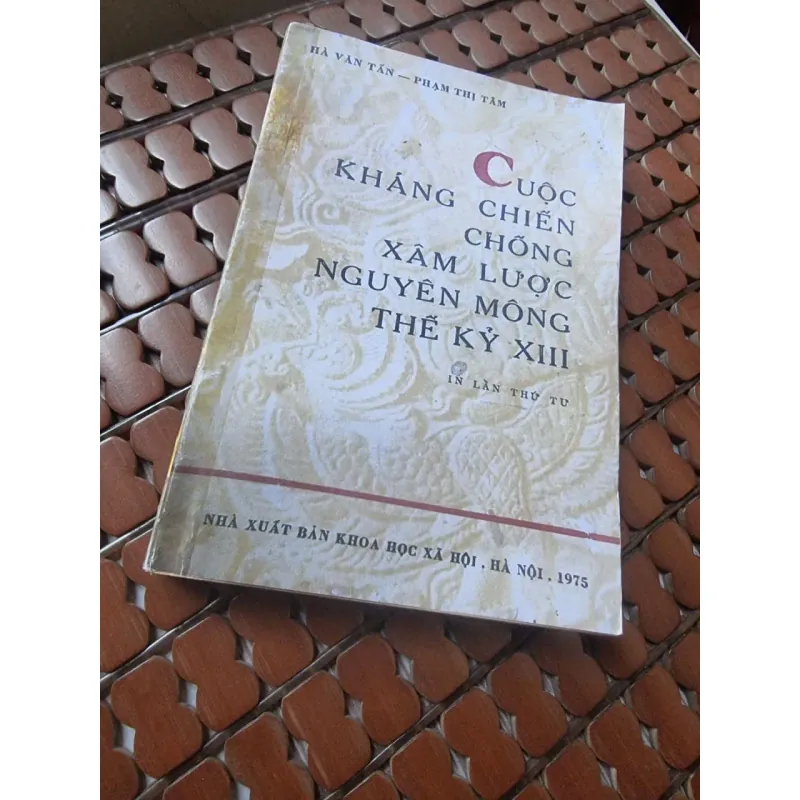 HÀ VĂN TẤN — PHẠM THỊ TÂM
CUỘC
KHÁNG CHIẾN
CHỐNG
XÂM LƯỢC
NGUYÊN MÔNG
THẾ KỶ XIII
IN LẦN THỨ TƯ
NHÀ XUẤT BẢN KHOA HỌC XÃ HỘI . HÀ NỘI . 1975